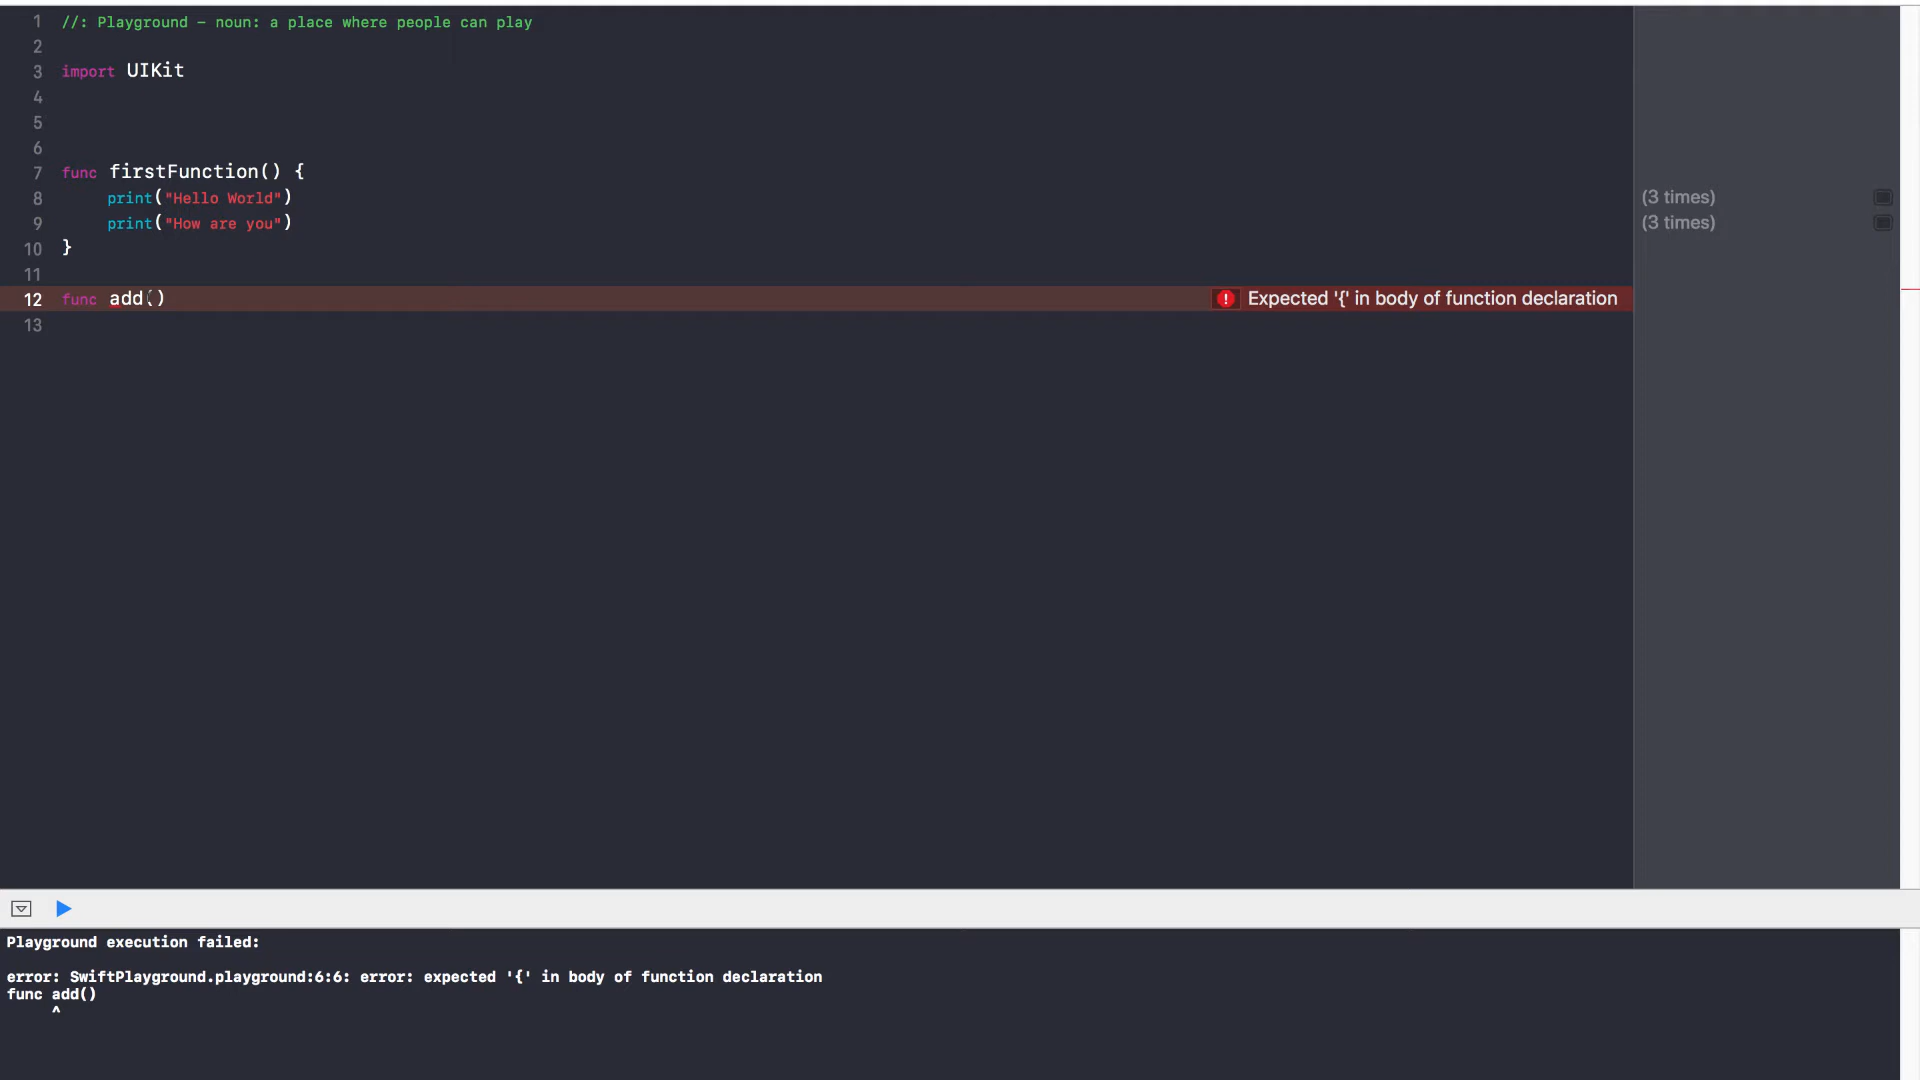 1 //: Playground - noun: a place where people can play
2
3 import UIKit
4
5
6
7 func firstFunction() {
8 print("Hello World")
(3 times)
9 print("How are you")
(3 times)
10 }
11
12 func add()
Expected '{' in body of function declaration
13
Playground execution failed:
error: SwiftPlayground.playground:6:6: error: expected '{' in body of function declaration
func add()
^